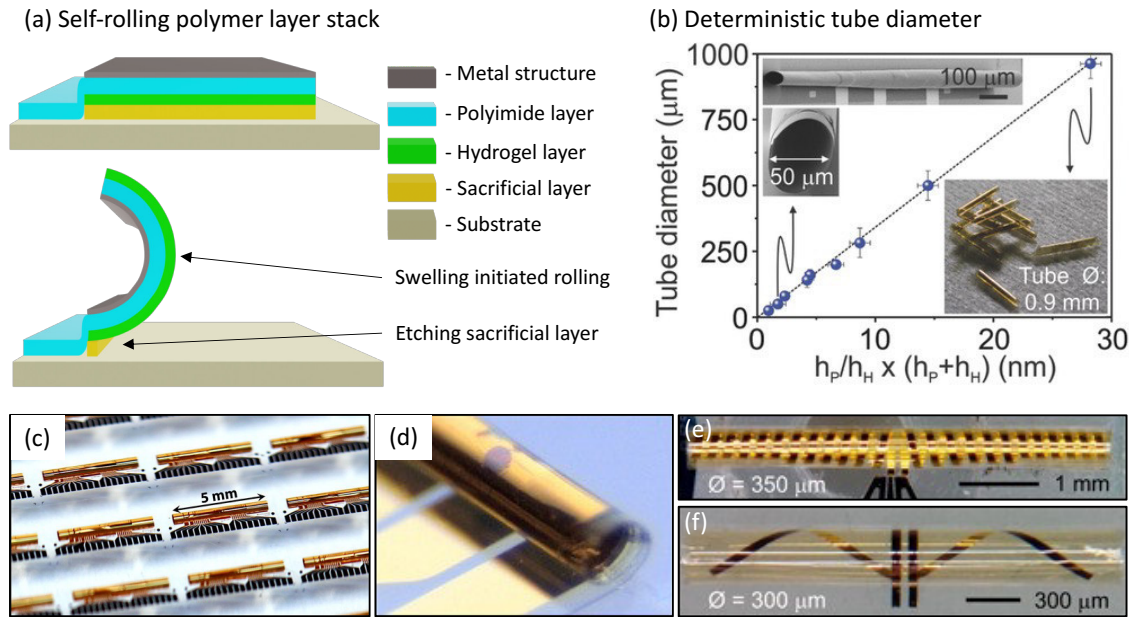 (a) Self-rolling polymer layer stack
- Metal structure
- Polyimide layer
- Hydrogel layer
- Sacrificial layer
- Substrate
Swelling initiated rolling
Etching sacrificial layer
(b) Deterministic tube diameter
Tube diameter (μm)
1000
750
500
250
0
0
10
20
30
hP/hH x (hP+hH) (nm)
100 μm
50 μm
Tube Ø:
0.9 mm
(c)
5 mm
(d)
(e)
Ø = 350 μm
1 mm
(f)
Ø = 300 μm
300 μm